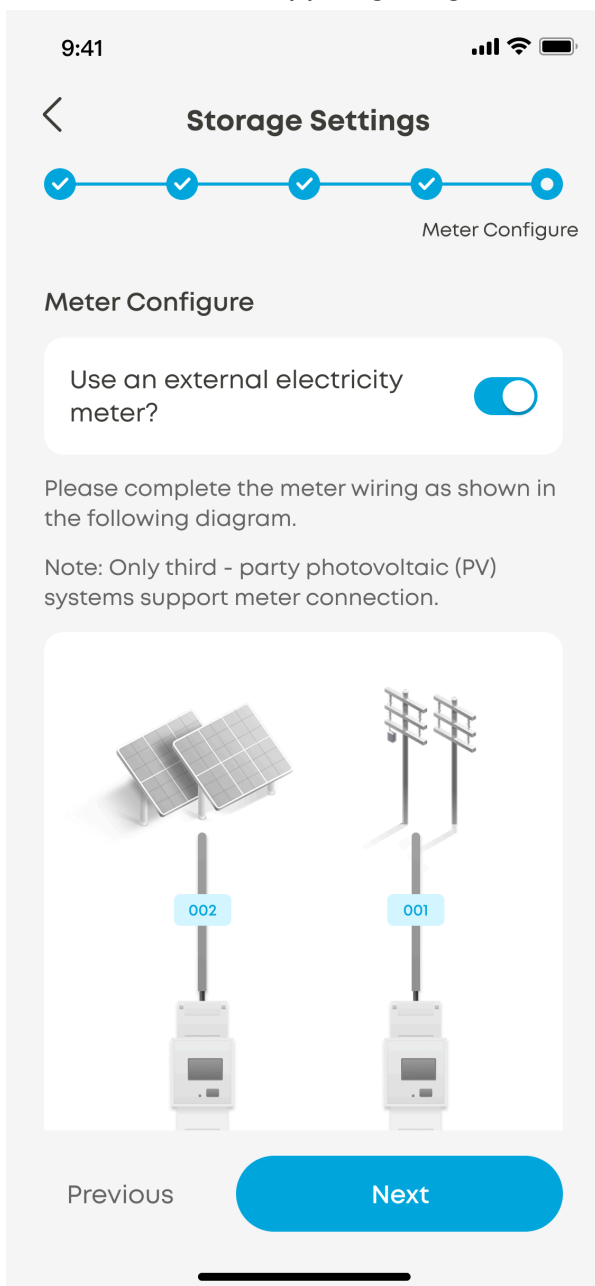 9:41
Storage Settings
Meter Configure
Meter Configure
Use an external electricity
meter?
Please complete the meter wiring as shown in
the following diagram.
Note: Only third - party photovoltaic (PV)
systems support meter connection.
002
001
Previous
Next